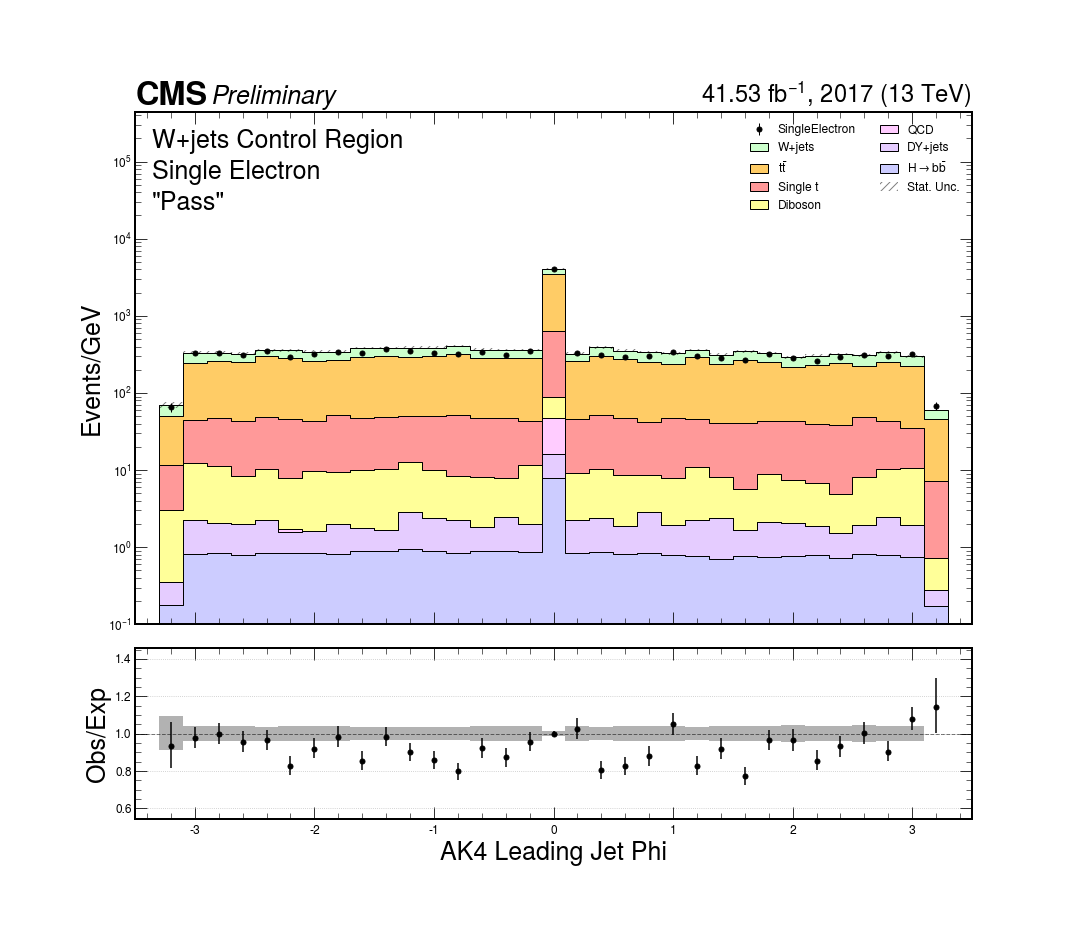 CMS Preliminary
41.53 fb⁻¹, 2017 (13 TeV)
W+jets Control Region
Single Electron
"Pass"
SingleElectron
W+jets
tt̄
Single t
Diboson
QCD
DY+jets
H→bb̄
Stat. Unc.
Events/GeV
10⁵
10⁴
10³
10²
10¹
10⁰
10⁻¹
Obs/Exp
1.4
1.2
1.0
0.8
0.6
-3 -2 -1 0 1 2 3
AK4 Leading Jet Phi